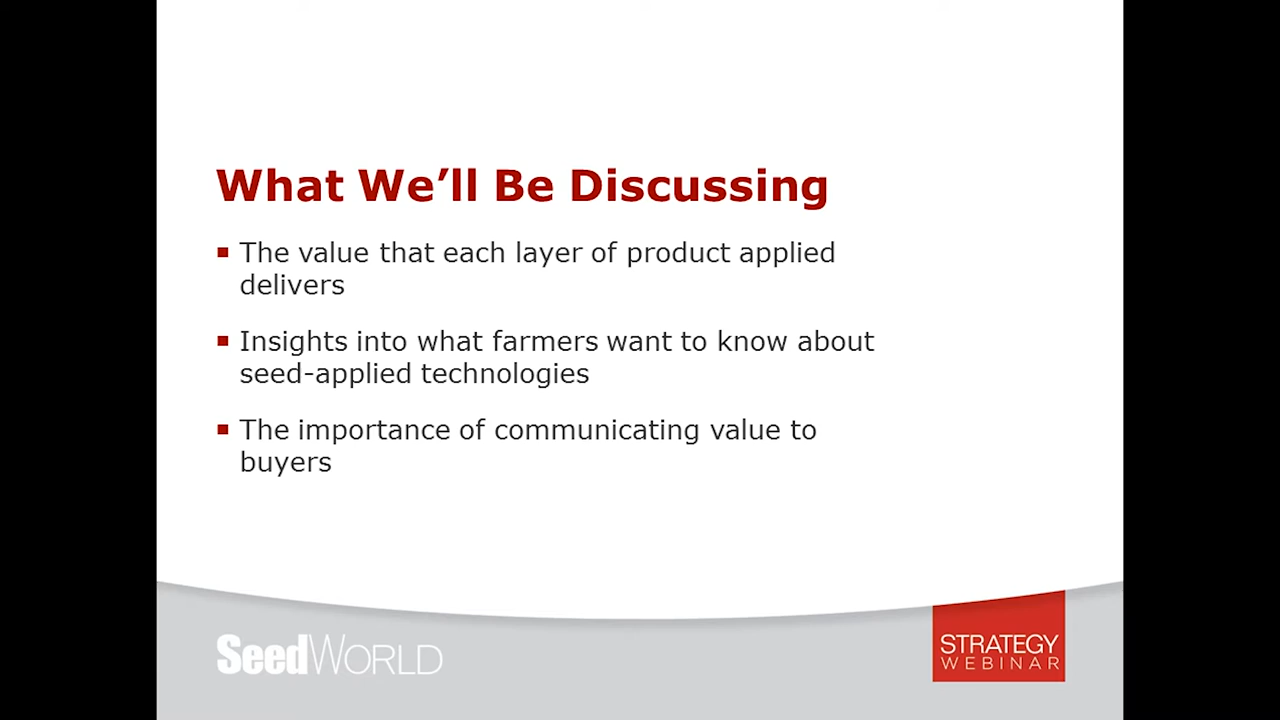 What We’ll Be Discussing
The value that each layer of product applied
delivers
Insights into what farmers want to know about
seed-applied technologies
The importance of communicating value to
buyers
SeedWORLD
STRATEGY
WEBINAR